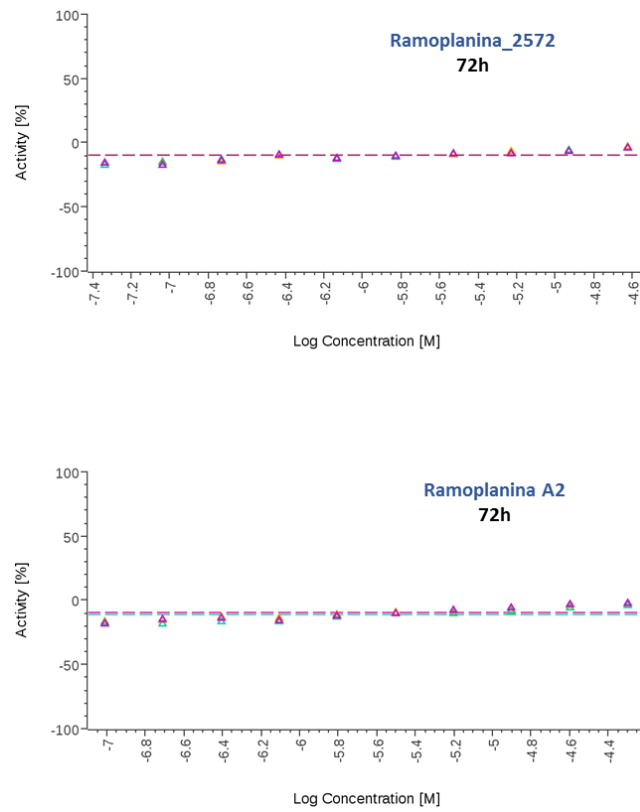 Ramoplanina_2572
72h
Activity [%]
100
50
0
-50
-100
-7.4 -7.2 -7 -6.8 -6.6 -6.4 -6.2 -6 -5.8 -5.6 -5.4 -5.2 -5 -4.8 -4.6
Log Concentration [M]
Ramoplanina A2
72h
Activity [%]
100
50
0
-50
-100
-7 -6.8 -6.6 -6.4 -6.2 -6 -5.8 -5.6 -5.4 -5.2 -5 -4.8 -4.6 -4.4
Log Concentration [M]